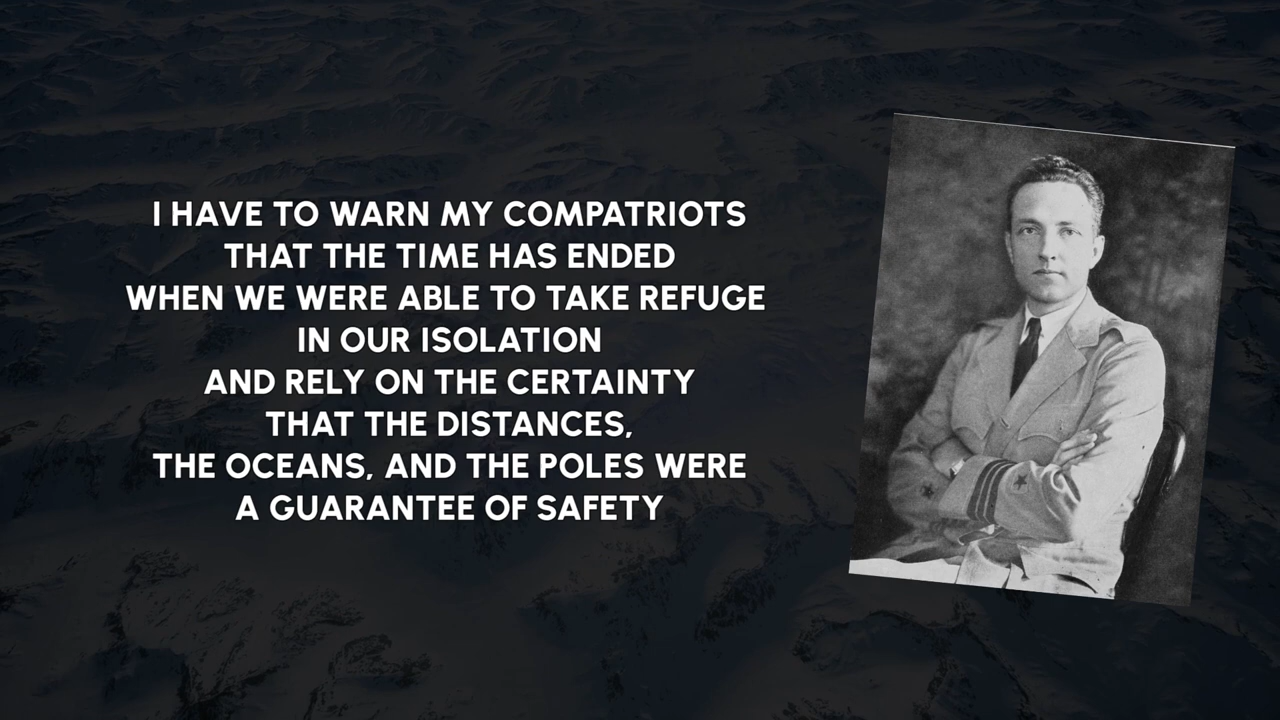 I HAVE TO WARN MY COMPATRIOTS
THAT THE TIME HAS ENDED
WHEN WE WERE ABLE TO TAKE REFUGE
IN OUR ISOLATION
AND RELY ON THE CERTAINTY
THAT THE DISTANCES,
THE OCEANS, AND THE POLES WERE
A GUARANTEE OF SAFETY